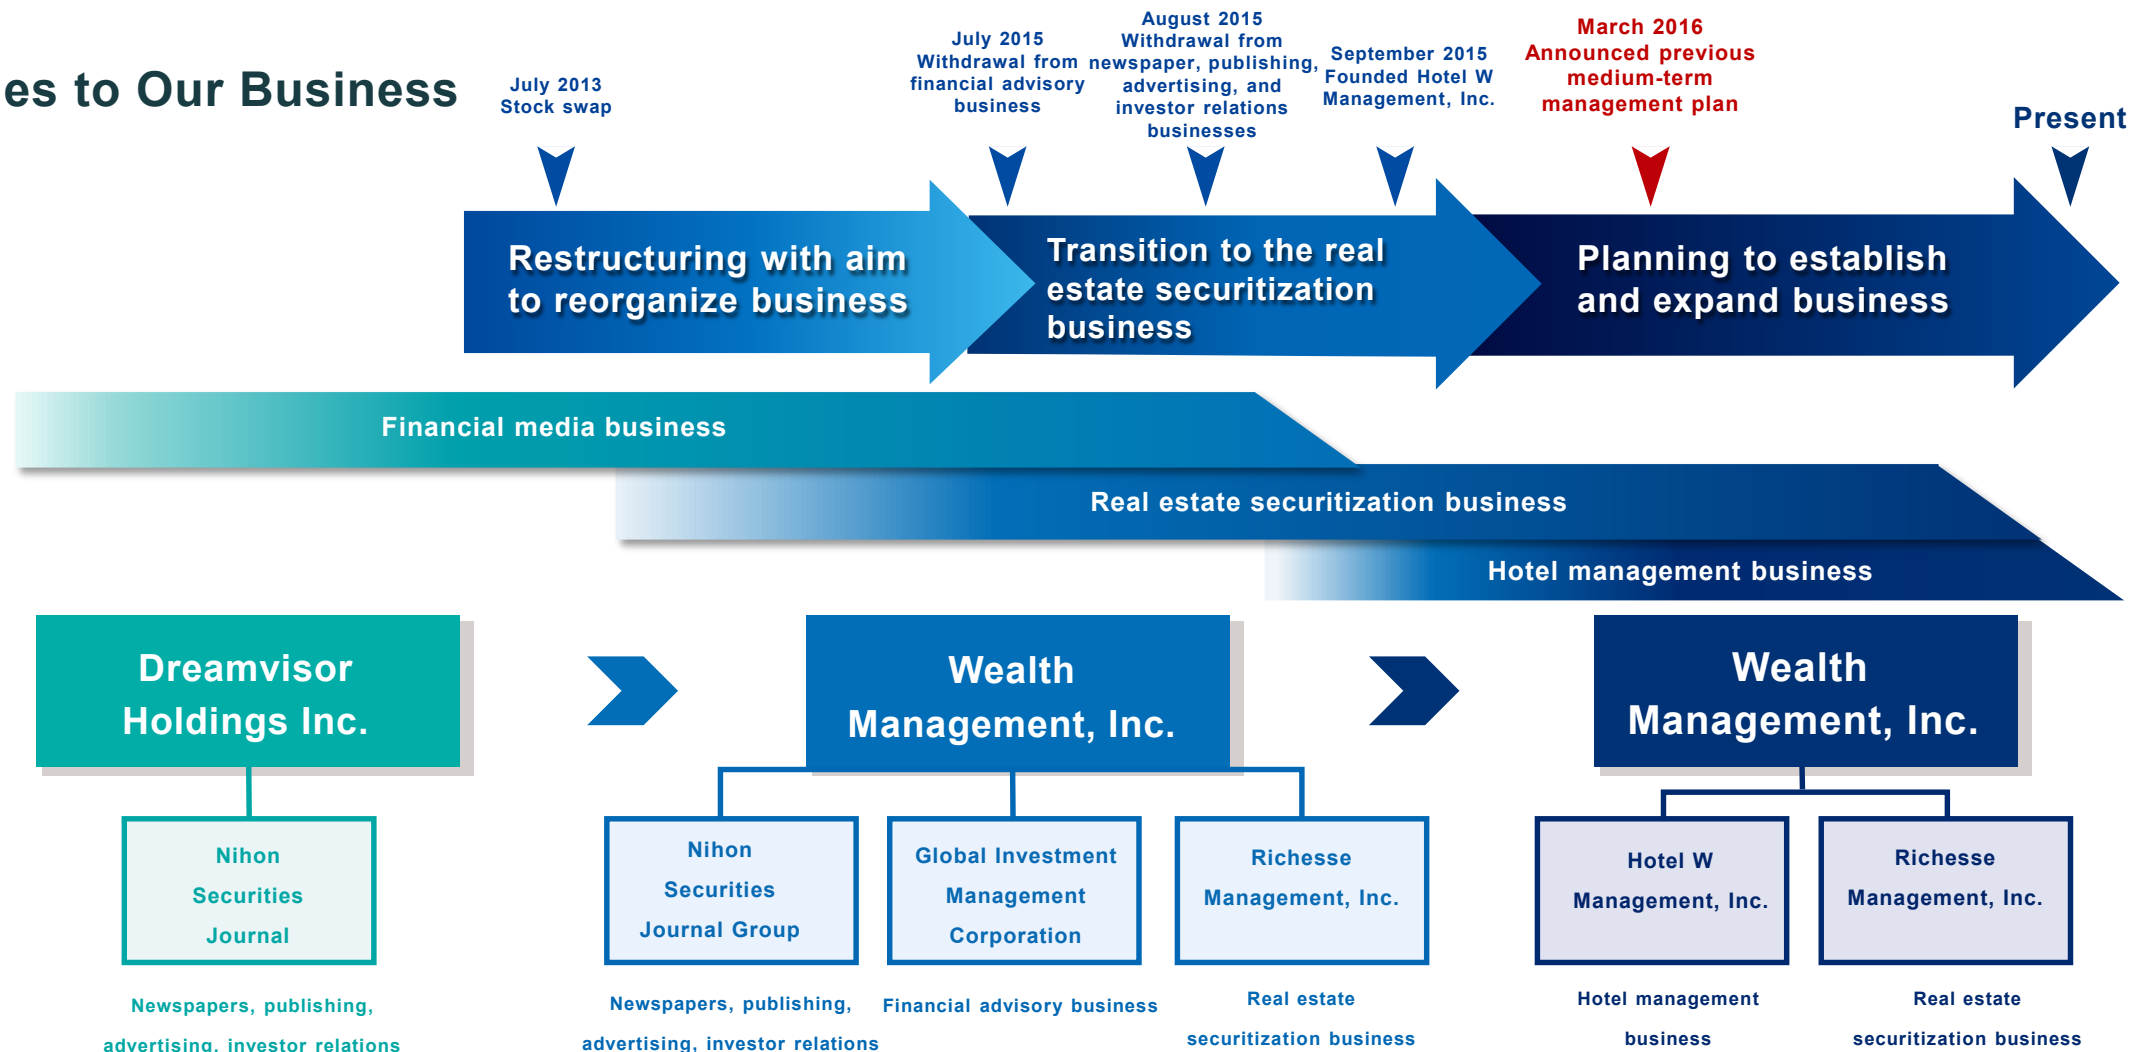 es to Our Business
July 2013
Stock swap
July 2015
Withdrawal from
financial advisory
business
August 2015
Withdrawal from
newspaper, publishing,
advertising, and
investor relations
businesses
September 2015
Founded Hotel W
Management, Inc.
March 2016
Announced previous
medium-term
management plan
Present
Restructuring with aim
to reorganize business
Transition to the real
estate securitization
business
Planning to establish
and expand business
Financial media business
Real estate securitization business
Hotel management business
Dreamvisor
Holdings Inc.
Wealth
Management, Inc.
Wealth
Management, Inc.
Nihon
Securities
Journal
Nihon
Securities
Journal Group
Global Investment
Management
Corporation
Richesse
Management, Inc.
Hotel W
Management, Inc.
Richesse
Management, Inc.
Newspapers, publishing,
advertising, investor relations
Newspapers, publishing,
advertising, investor relations
Financial advisory business
Real estate
securitization business
Hotel management
business
Real estate
securitization business